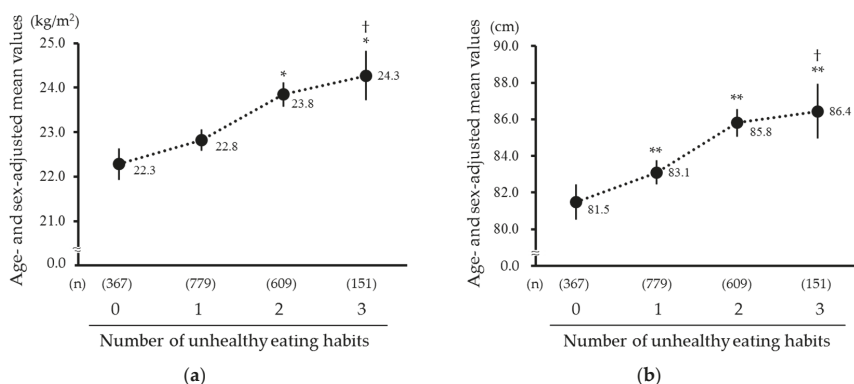 (kg/m²)
Age- and sex-adjusted mean values
25.0
24.0
23.0
22.0
21.0
0.0
≈
22.3
22.8
*
23.8
†
*
24.3
(n) (367) (779) (609) (151)
0 1 2 3
Number of unhealthy eating habits
(a)
(cm)
Age- and sex-adjusted mean values
90.0
86.0
84.0
82.0
80.0
0.0
≈
81.5
**
83.1
**
85.8
†
**
86.4
(n) (367) (779) (609) (151)
0 1 2 3
Number of unhealthy eating habits
(b)